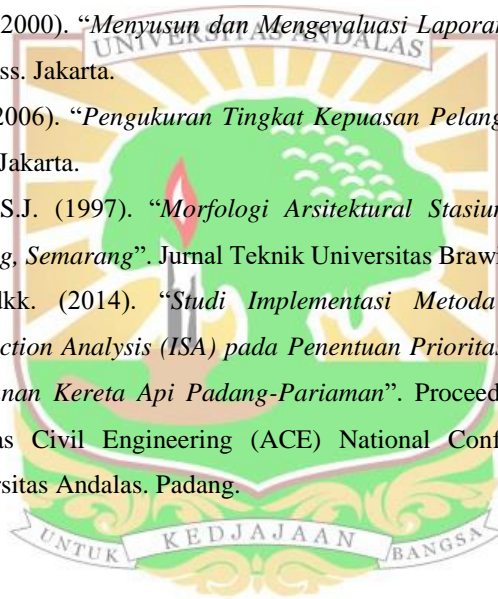 2000). “Menyusun dan Mengevaluasi Laporan
UNIVERSITAS ANDALAS
ss. Jakarta.
2006). “Pengukuran Tingkat Kepuasan Pelang
Jakarta.
S.J. (1997). “Morfologi Arsitektural Stasiun
g, Semarang”. Jurnal Teknik Universitas Brawi
dkk. (2014). “Studi Implementasi Metoda
ction Analysis (ISA) pada Penentuan Prioritas
nan Kereta Api Padang-Pariaman”. Proceed
as Civil Engineering (ACE) National Conf
rsitas Andalas. Padang.
UNTUK KEDJAJAAN BANGSA